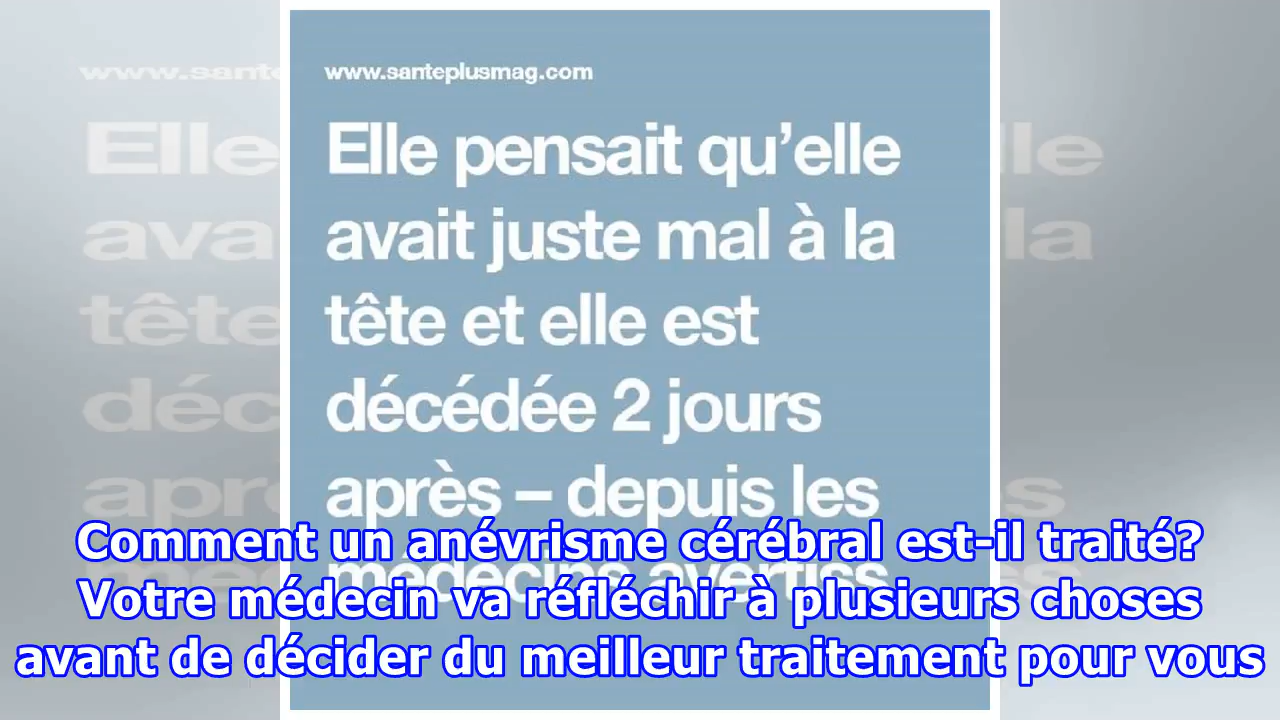 www.santeplusmag.com
Elle pensait qu’elle
avait juste mal à la
tête et elle est
décédée 2 jours
après – depuis les
médecins avertiss
Comment un anévrisme cérébral est-il traité?
Votre médecin va réfléchir à plusieurs choses
avant de décider du meilleur traitement pour vous